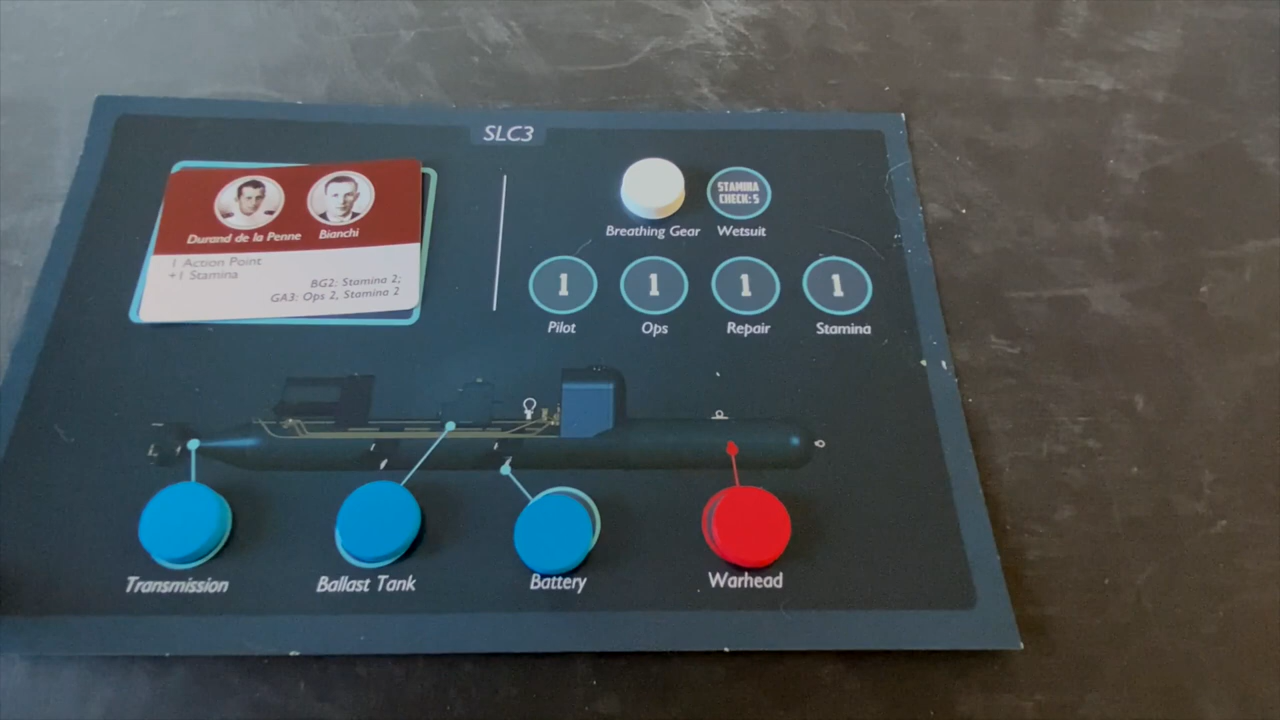 SLC3
Durand de la Penne
Bianchi
1 Action Point
+1 Stamina
BG2: Stamina 2;
GA3: Ops 2, Stamina 2
STAMINA
CHECK: 5
Breathing Gear
Wetsuit
1
1
1
1
Pilot
Ops
Repair
Stamina
Transmission
Ballast Tank
Battery
Warhead